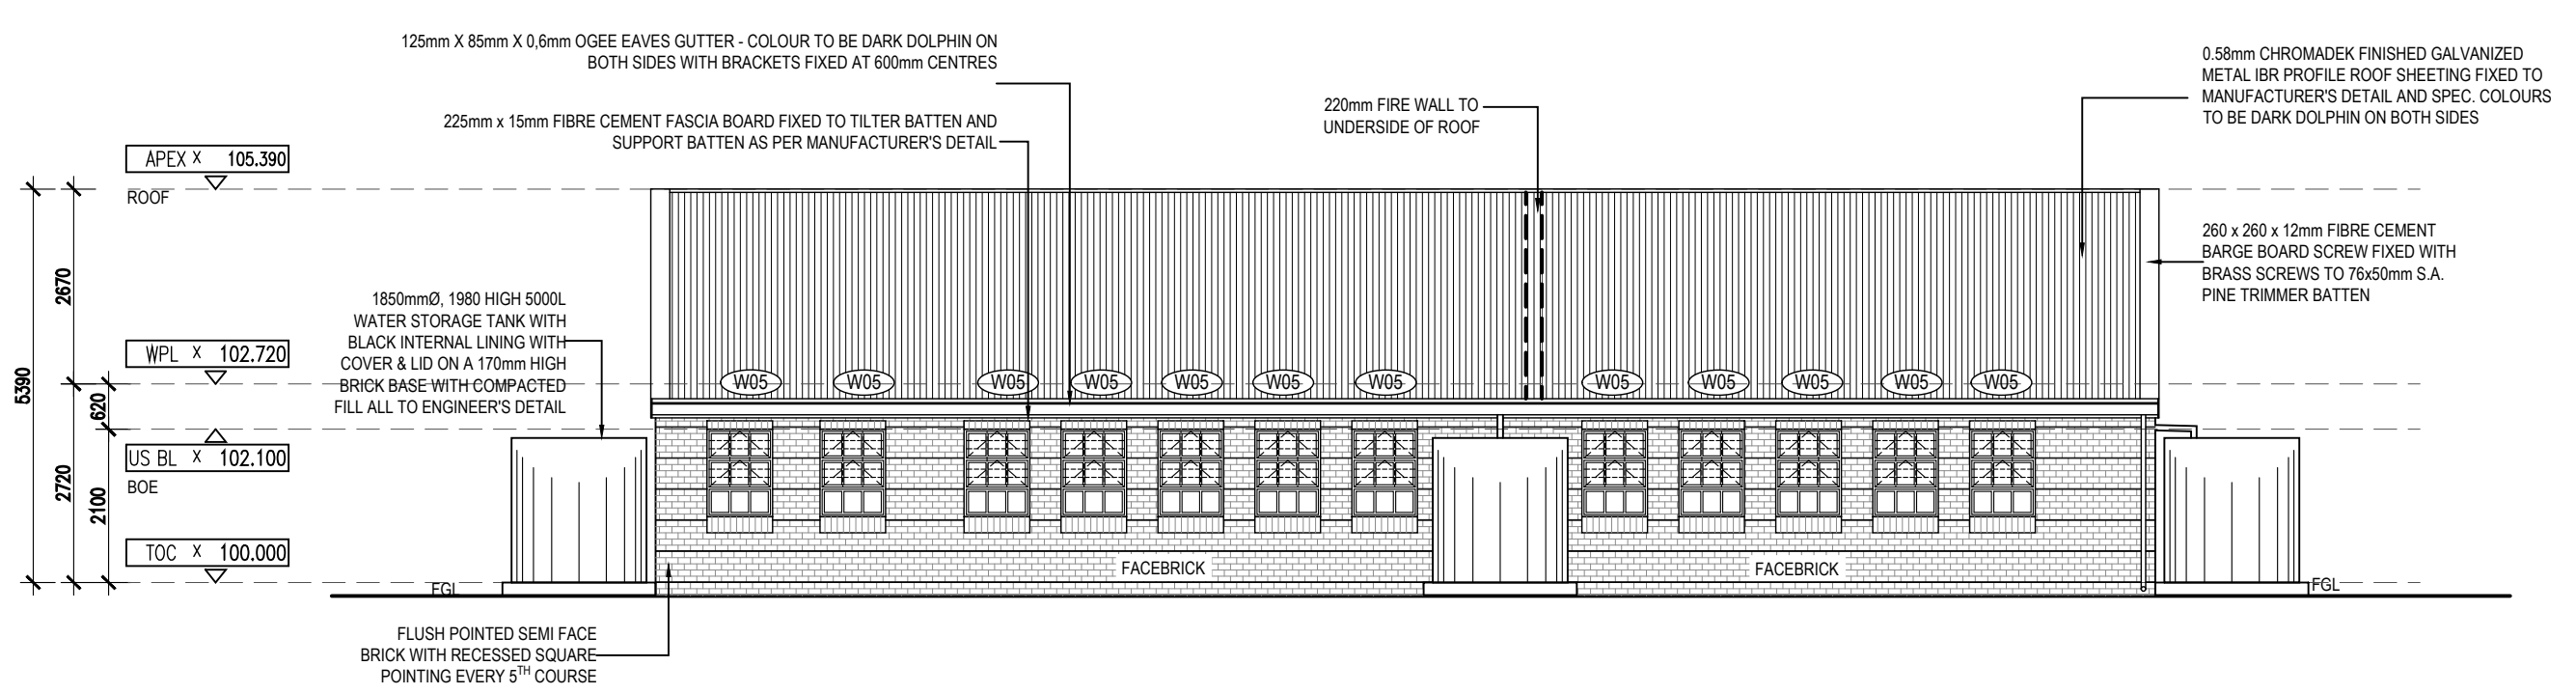 125mm X 85mm X 0,6mm OGEE EAVES GUTTER - COLOUR TO BE DARK DOLPHIN ON
BOTH SIDES WITH BRACKETS FIXED AT 600mm CENTRES
225mm x 15mm FIBRE CEMENT FASCIA BOARD FIXED TO TILTER BATTEN AND
SUPPORT BATTEN AS PER MANUFACTURER'S DETAIL
220mm FIRE WALL TO
UNDERSIDE OF ROOF
0.58mm CHROMADEK FINISHED GALVANIZED
METAL IBR PROFILE ROOF SHEETING FIXED TO
MANUFACTURER'S DETAIL AND SPEC. COLOURS
TO BE DARK DOLPHIN ON BOTH SIDES
260 x 260 x 12mm FIBRE CEMENT
BARGE BOARD SCREW FIXED WITH
BRASS SCREWS TO 76x50mm S.A.
PINE TRIMMER BATTEN
APEX X 105.390
ROOF
WPL X 102.720
US BL X 102.100
BOE
TOC X 100.000
5390
2670
2720
620
2100
1850mmØ, 1980 HIGH 5000L
WATER STORAGE TANK WITH
BLACK INTERNAL LINING WITH
COVER & LID ON A 170mm HIGH
BRICK BASE WITH COMPACTED
FILL ALL TO ENGINEER'S DETAIL
W05 W05 W05 W05 W05 W05 W05 W05 W05 W05 W05 W05
FACEBRICK
FACEBRICK
FGL
FGL
FLUSH POINTED SEMI FACE
BRICK WITH RECESSED SQUARE
POINTING EVERY 5TH COURSE